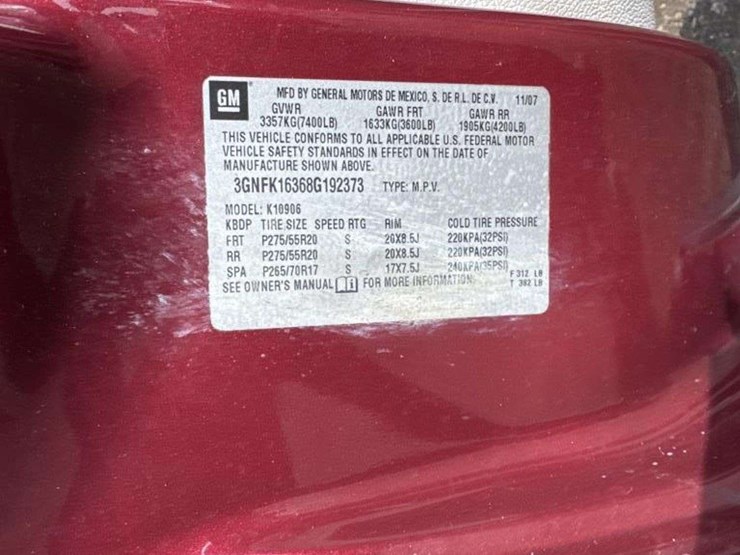 GM
MFD BY GENERAL MOTORS DE MEXICO, S. DE R.L. DE C.V. 11/07
GVWR GAWR FRT GAWR RR
3357KG(7400LB) 1633KG(3600LB) 1905KG(4200LB)
THIS VEHICLE CONFORMS TO ALL APPLICABLE U.S. FEDERAL MOTOR
VEHICLE SAFETY STANDARDS IN EFFECT ON THE DATE OF
MANUFACTURE SHOWN ABOVE.
3GNFK16368G192373 TYPE: M.P.V.
MODEL: K10906
KBDP TIRE SIZE SPEED RTG RIM COLD TIRE PRESSURE
FRT P275/55R20 S 20X8.5J 220KPA(32PSI)
RR P275/55R20 S 20X8.5J 220KPA(32PSI)
SPA P265/70R17 S 17X7.5J 240KPA(35PSI)
SEE OWNER'S MANUAL FOR MORE INFORMATION.
F 312 LB
T 382 LB